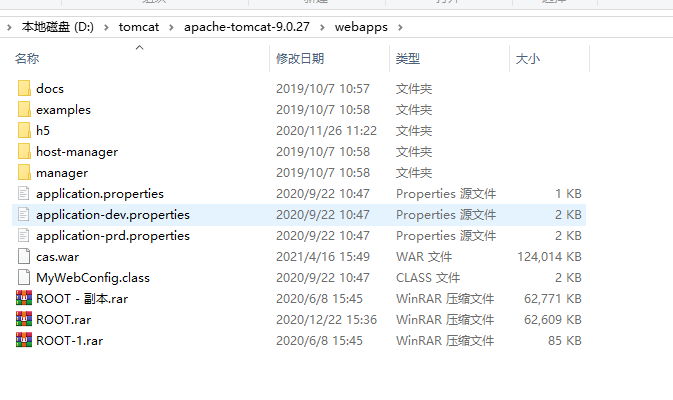 本地磁盘 (D:) › tomcat › apache-tomcat-9.0.27 › webapps ›
名称 修改日期 类型 大小
docs 2019/10/7 10:57 文件夹
examples 2019/10/7 10:58 文件夹
h5 2020/11/26 11:22 文件夹
host-manager 2019/10/7 10:58 文件夹
manager 2019/10/7 10:58 文件夹
application.properties 2020/9/22 10:47 Properties 源文件 1 KB
application-dev.properties 2020/9/22 10:47 Properties 源文件 2 KB
application-prd.properties 2020/9/22 10:47 Properties 源文件 2 KB
cas.war 2021/4/16 15:49 WAR 文件 124,014 KB
MyWebConfig.class 2020/9/22 10:47 CLASS 文件 2 KB
ROOT - 副本.rar 2020/6/8 15:45 WinRAR 压缩文件 62,771 KB
ROOT.rar 2020/12/22 15:36 WinRAR 压缩文件 62,609 KB
ROOT-1.rar 2020/6/8 15:45 WinRAR 压缩文件 85 KB